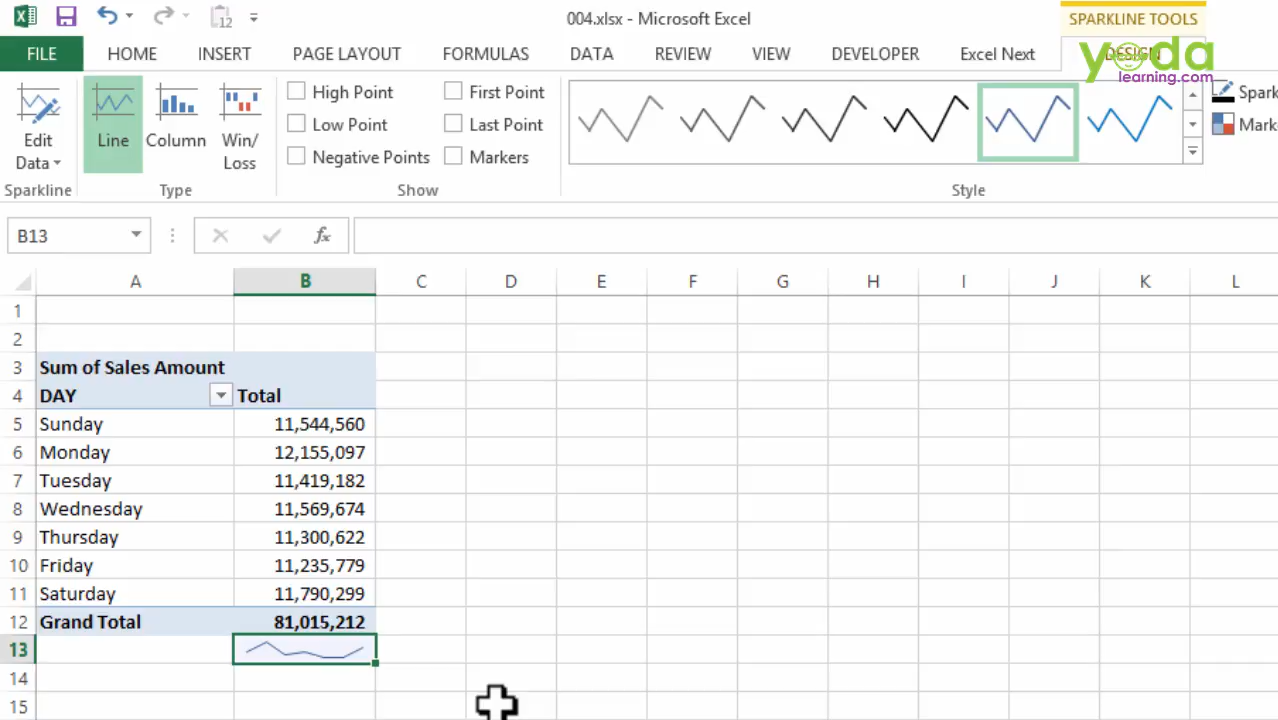 12
004.xlsx - Microsoft Excel
SPARKLINE TOOLS
FILE HOME INSERT PAGE LAYOUT FORMULAS DATA REVIEW VIEW DEVELOPER Excel Next DESIGN
yoda
learning.com
Edit Data
Line
Column
Win/ Loss
High Point
First Point
Low Point
Last Point
Negative Points
Markers
Spark
Mark
Sparkline Type Show Style
B13 fx
A B C D E F G H I J K L
1
2
3 Sum of Sales Amount
4 DAY Total
5 Sunday 11,544,560
6 Monday 12,155,097
7 Tuesday 11,419,182
8 Wednesday 11,569,674
9 Thursday 11,300,622
10 Friday 11,235,779
11 Saturday 11,790,299
12 Grand Total 81,015,212
13
14
15